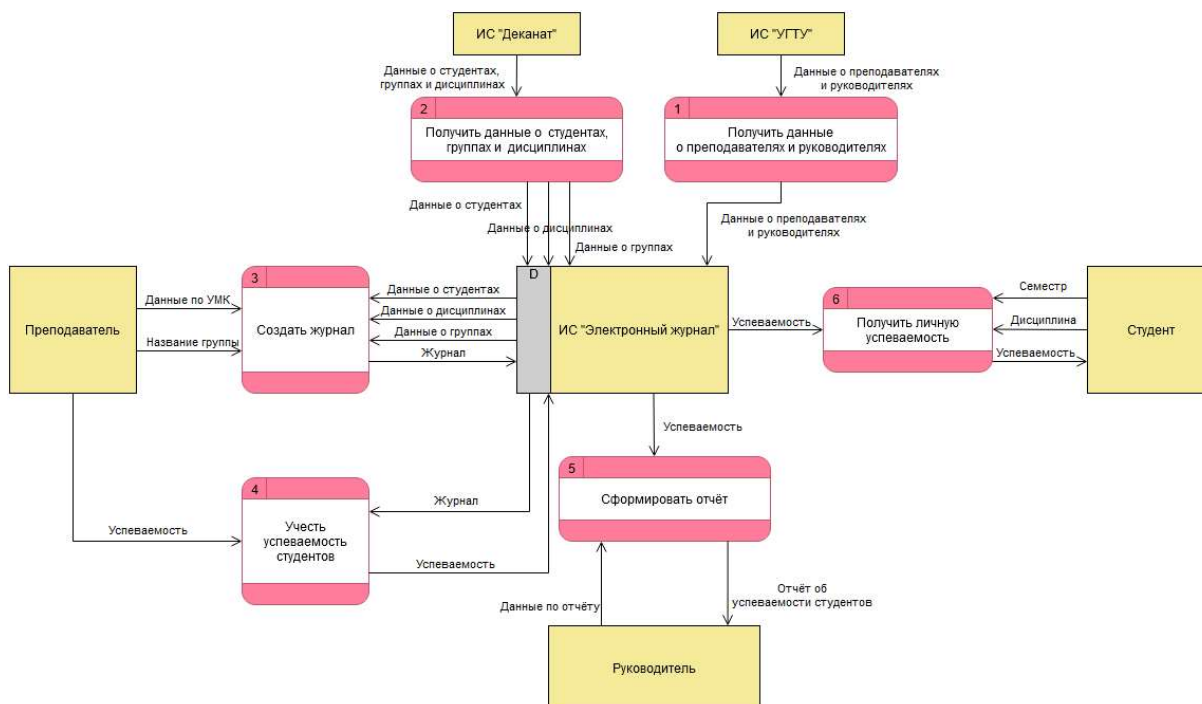 ИС "Деканат"
ИС "УГТУ"
Данные о студентах,
группах и дисциплинах
Данные о преподавателях
и руководителях
2
Получить данные о студентах,
группах и дисциплинах
1
Получить данные
о преподавателях и руководителях
Данные о студентах
Данные о дисциплинах
Данные о группах
Данные о преподавателях
и руководителях
Преподаватель
Данные по УМК
Название группы
3
Создать журнал
Данные о студентах
Данные о дисциплинах
Данные о группах
Журнал
D
ИС "Электронный журнал"
Успеваемость
6
Получить личную
успеваемость
Семестр
Дисциплина
Успеваемость
Студент
Успеваемость
4
Учесть
успеваемость
студентов
Журнал
Успеваемость
Успеваемость
5
Сформировать отчёт
Данные по отчёту
Отчёт об
успеваемости студентов
Руководитель